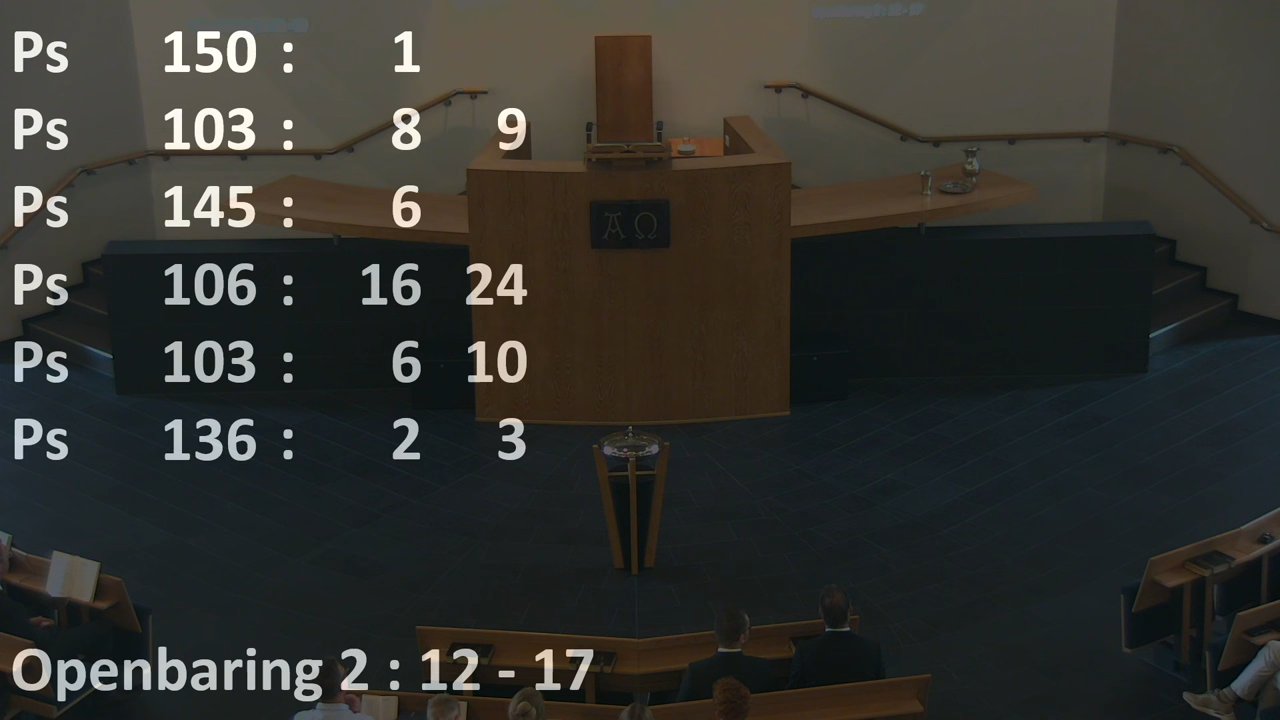 Ps 150 : 1
Ps 103 : 8 9
Ps 145 : 6
Ps 106 : 16 24
Ps 103 : 6 10
Ps 136 : 2 3
Α Ω
Openbaring 2 : 12 - 17